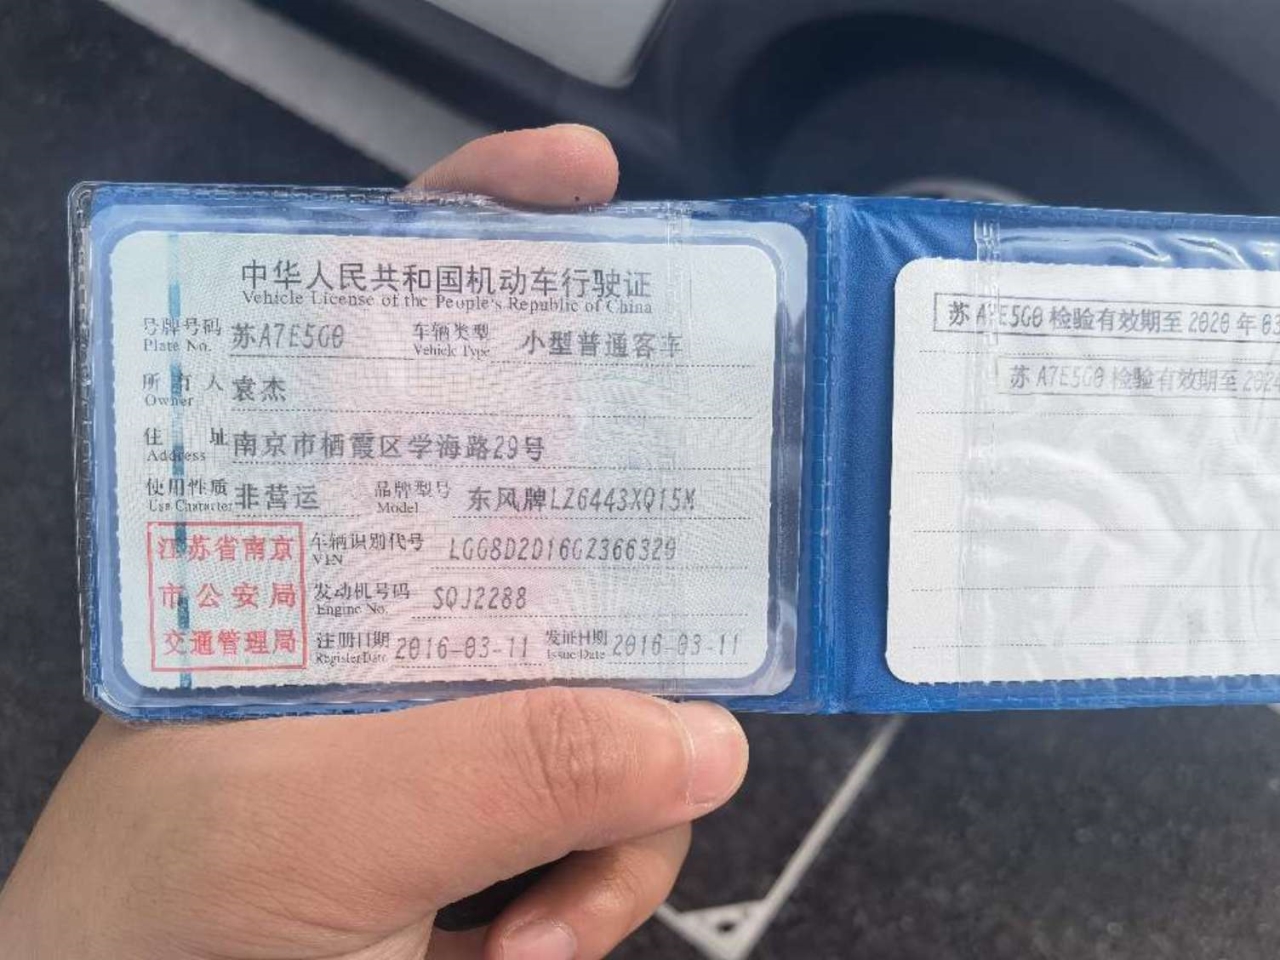 中华人民共和国机动车行驶证
Vehicle License of the People's Republic of China
号牌号码 苏A7E5G0 车辆类型 小型普通客车
Plate No. Vehicle Type
所有人 袁杰
Owner
住址 南京市栖霞区学海路29号
Address
使用性质 非营运 品牌型号 东风牌LZ6443XQ15M
Use Character Model
江苏省南京
市公安局
交通管理局
车辆识别代号 LGG8D2D16GZ366329
VIN
发动机号码 SQJ2288
Engine No.
注册日期 2016-03-11 发证日期 2016-03-11
Register Date Issue Date
苏A7E5G0检验有效期至2020年03
苏A7E5G0检验有效期至202